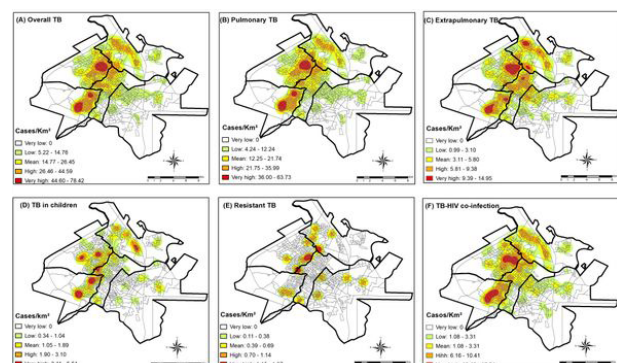 (A) Overall TB
Cases/Km²
Very low: 0
Low: 5.22 - 14.76
Mean: 14.77 - 26.45
High: 26.46 - 44.59
Very high: 44.60 - 78.42
(B) Pulmonary TB
Cases/Km²
Very low: 0
Low: 4.24 - 12.24
Mean: 12.25 - 21.74
High: 21.75 - 35.99
Very high: 36.00 - 63.73
(C) Extrapulmonary TB
Cases/Km²
Very low: 0
Low: 0.99 - 3.10
Mean: 3.11 - 5.80
High: 5.81 - 9.38
Very high: 9.39 - 14.95
(D) TB in children
Cases/km²
Very low: 0
Low: 0.34 - 1.04
Mean: 1.05 - 1.89
High: 1.90 - 3.10
(E) Resistant TB
Cases/Km²
Very low: 0
Low: 0.11 - 0.38
Mean: 0.39 - 0.69
High: 0.70 - 1.14
(F) TB-HIV co-infection
Cases/Km²
Very low: 0
Low: 1.08 - 3.31
Mean: 1.08 - 3.31
Hihh: 6.16 - 10.41